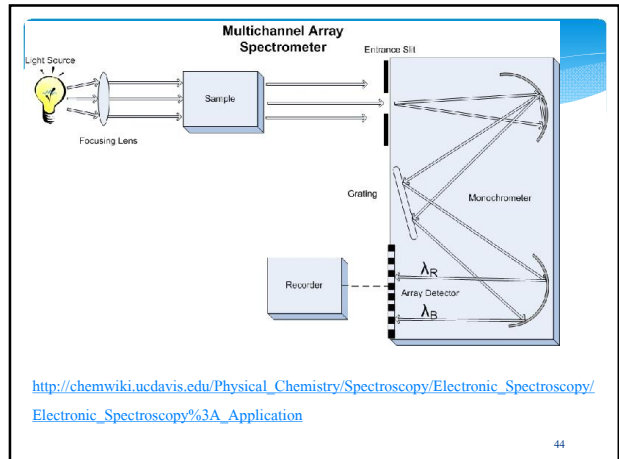 Multichannel Array
Spectrometer
Light Source
Entrance Slit
Sample
Focusing Lens
Grating
Monochrometer
Recorder
λR
Array Detector
λB
http://chemwiki.ucdavis.edu/Physical_Chemistry/Spectroscopy/Electronic_Spectroscopy/
Electronic_Spectroscopy%3A_Application
44